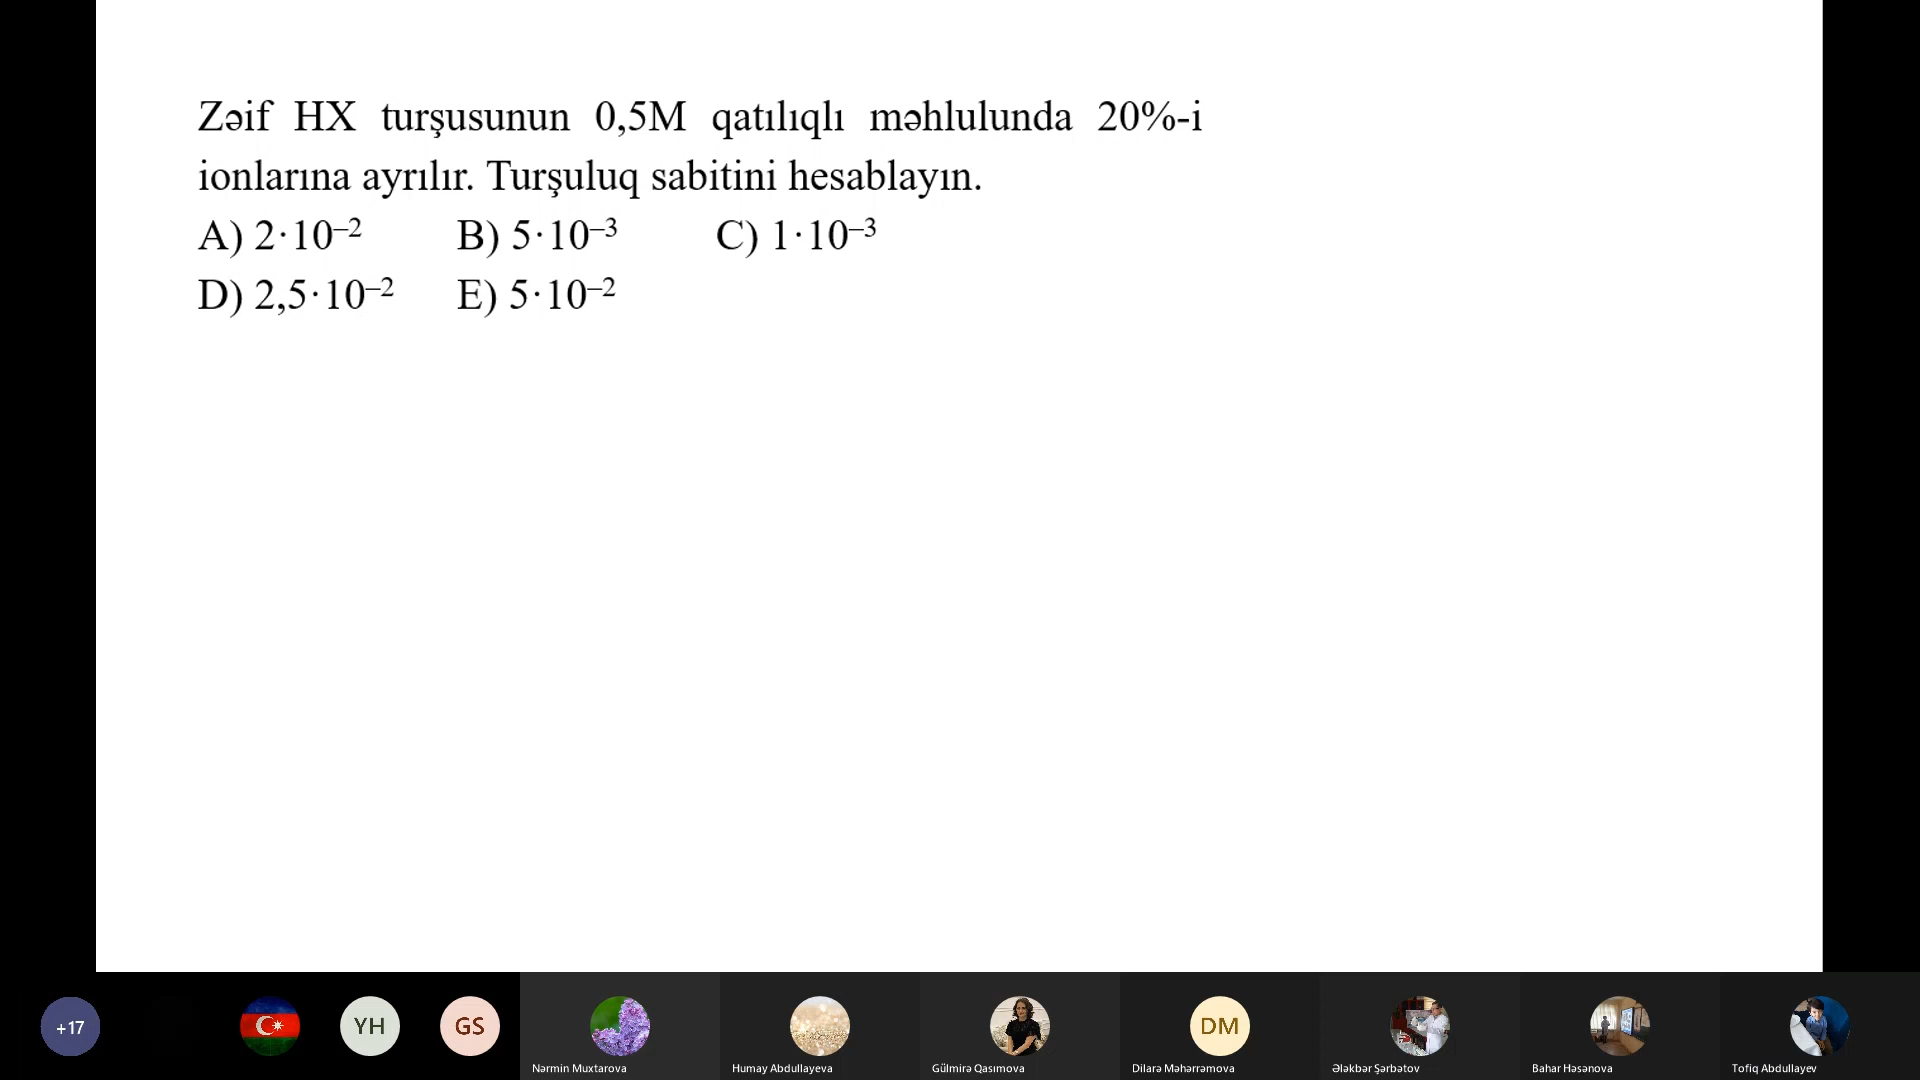 Zəif HX turşusunun 0,5M qatılıqlı məhlulunda 20%-i
ionlarına ayrılır. Turşuluq sabitini hesablayın.
A) 2·10⁻² B) 5·10⁻³ C) 1·10⁻³
D) 2,5·10⁻² E) 5·10⁻²
+17 YH GS DM
Nərmin Muxtarova Humay Abdullayeva Gülmirə Qasımova Dilarə Məhərrəmova Ələkbər Şərbətov Bahar Həsənova Tofiq Abdullayev